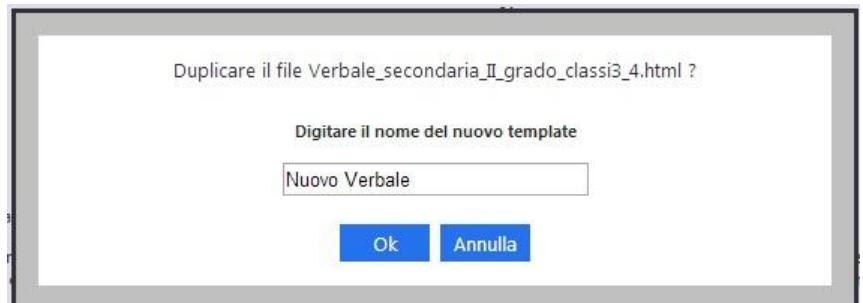 Duplicare il file Verbale_secondaria_II_grado_classi3_4.html ?
Digitare il nome del nuovo template
Nuovo Verbale
Ok Annulla